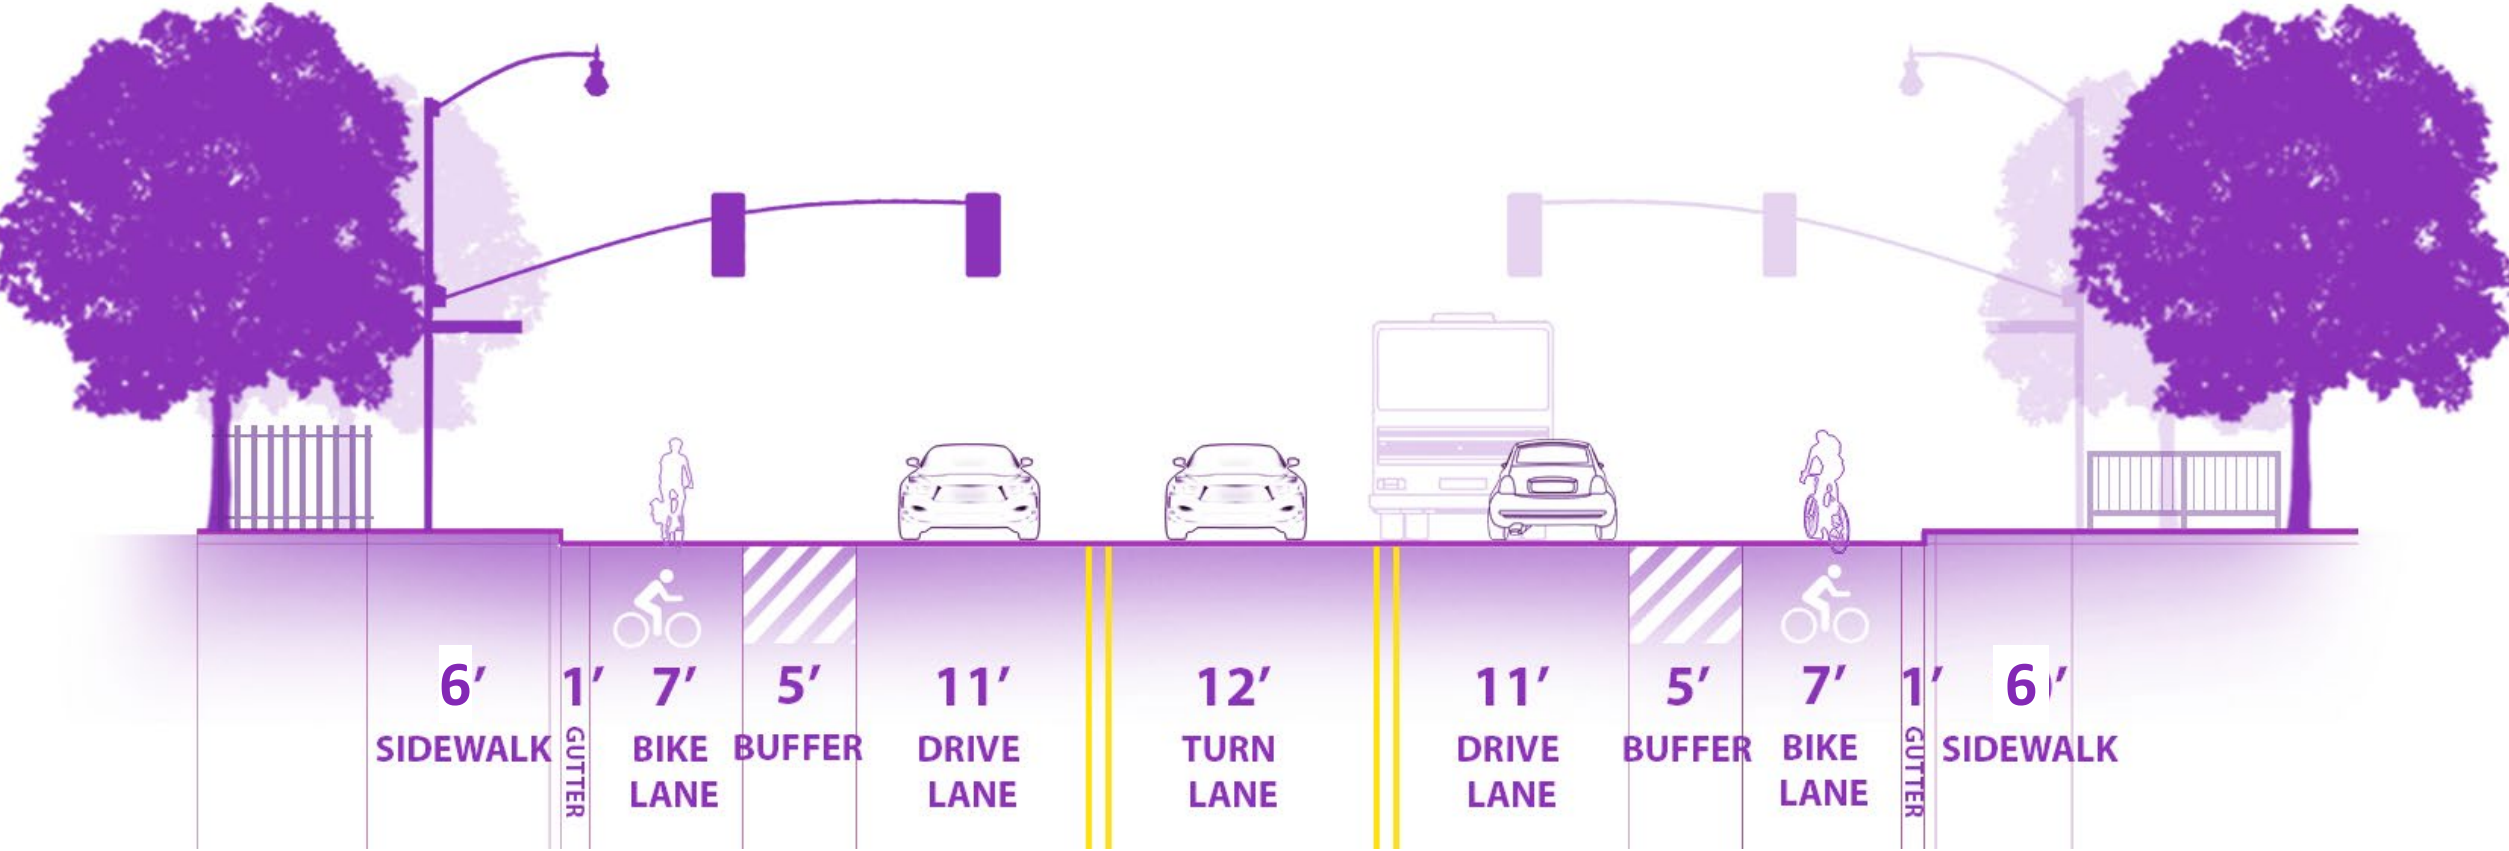 6’ 1’ 7’ 5’ 11’ 12’ 11’ 5’ 7’ 1’ 6’
SIDEWALK GUTTER BIKE BUFFER DRIVE TURN DRIVE BUFFER BIKE GUTTER SIDEWALK
LANE LANE LANE LANE LANE